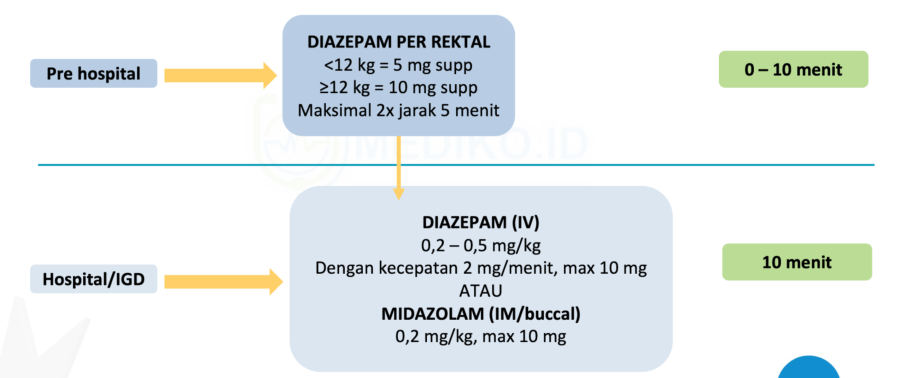 Pre hospital
DIAZEPAM PER REKTAL
<12 kg = 5 mg supp
≥12 kg = 10 mg supp
Maksimal 2x jarak 5 menit
0 – 10 menit
MEDIKO.ID
Hospital/IGD
DIAZEPAM (IV)
0,2 – 0,5 mg/kg
Dengan kecepatan 2 mg/menit, max 10 mg
ATAU
MIDAZOLAM (IM/buccal)
0,2 mg/kg, max 10 mg
10 menit